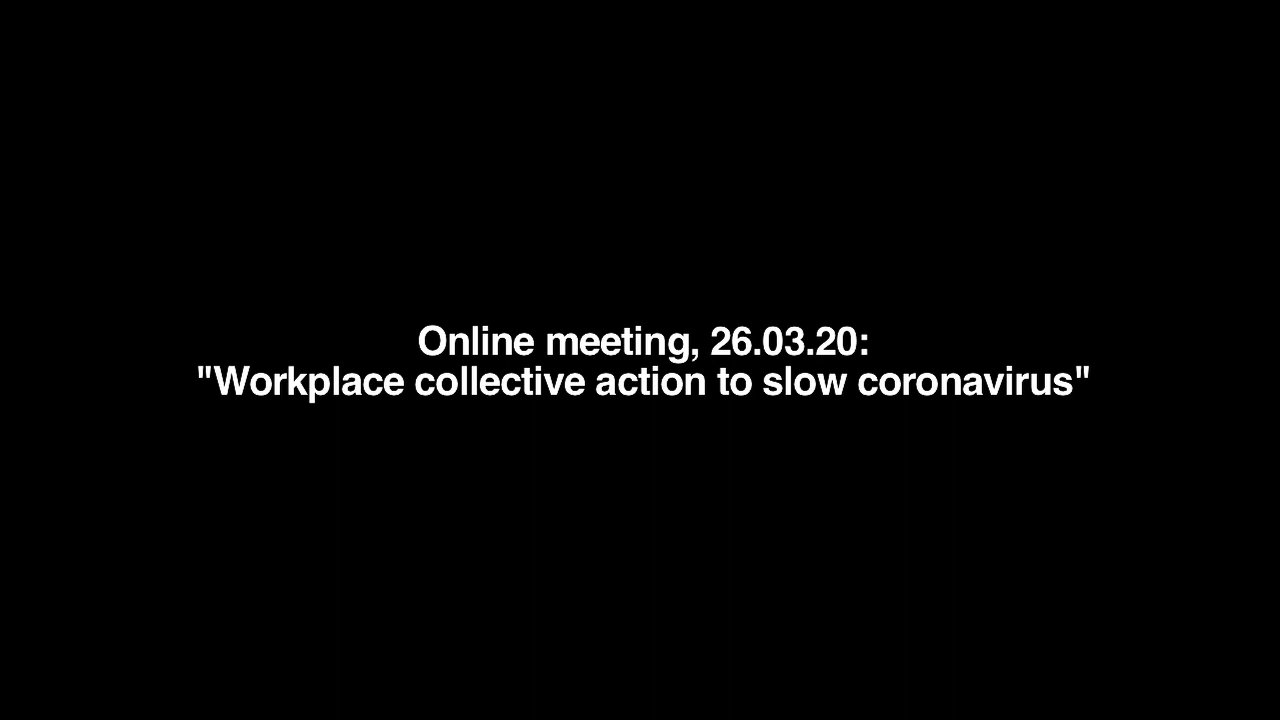 Online meeting, 26.03.20:
"Workplace collective action to slow coronavirus"